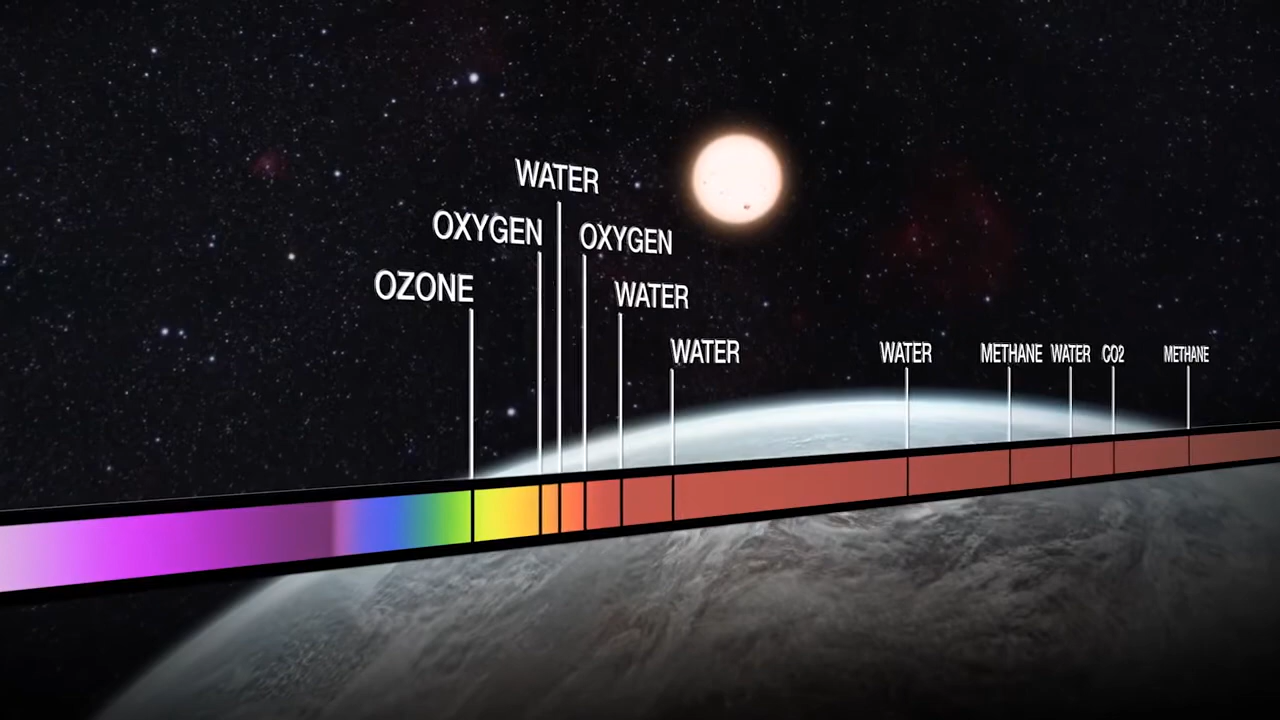 WATER
OXYGEN
OXYGEN
OZONE
WATER
WATER
WATER
METHANE
WATER
CO2
METHANE